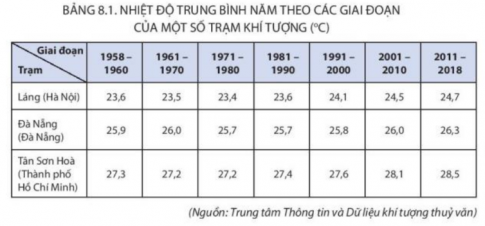 BẢNG 8.1. NHIỆT ĐỘ TRUNG BÌNH NĂM THEO CÁC GIAI ĐOẠN
CỦA MỘT SỐ TRẠM KHÍ TƯỢNG (°C)
Giai đoạn
Trạm
1958 – 1960
1961 – 1970
1971 – 1980
1981 – 1990
1991 – 2000
2001 – 2010
2011 – 2018
Láng (Hà Nội) 23,6 23,5 23,4 23,6 24,1 24,5 24,7
Đà Nẵng
(Đà Nẵng)
25,9 26,0 25,7 25,7 25,8 26,0 26,3
Tân Sơn Hoà
(Thành phố
Hồ Chí Minh)
27,3 27,2 27,2 27,4 27,6 28,1 28,5
(Nguồn: Trung tâm Thông tin và Dữ liệu khí tượng thuỷ văn)